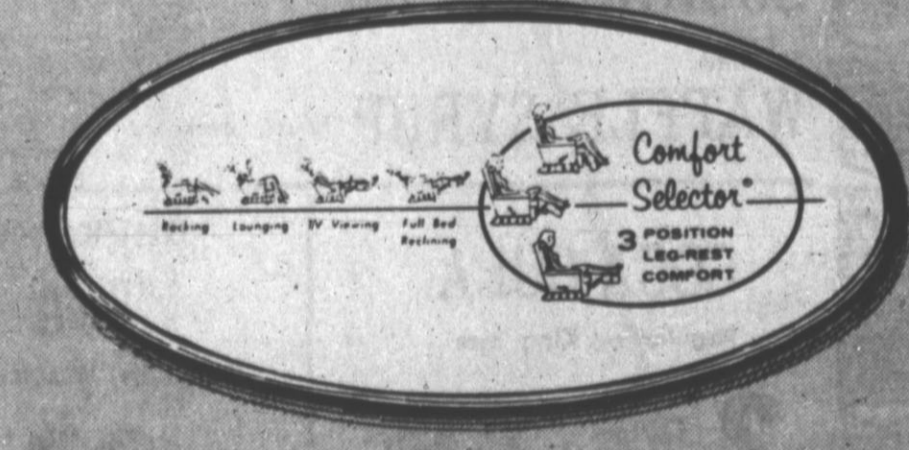 Rocking Lounging TV Viewing Full Bed
Reclining
Comfort
Selector®
3 POSITION
LEG-REST
COMFORT